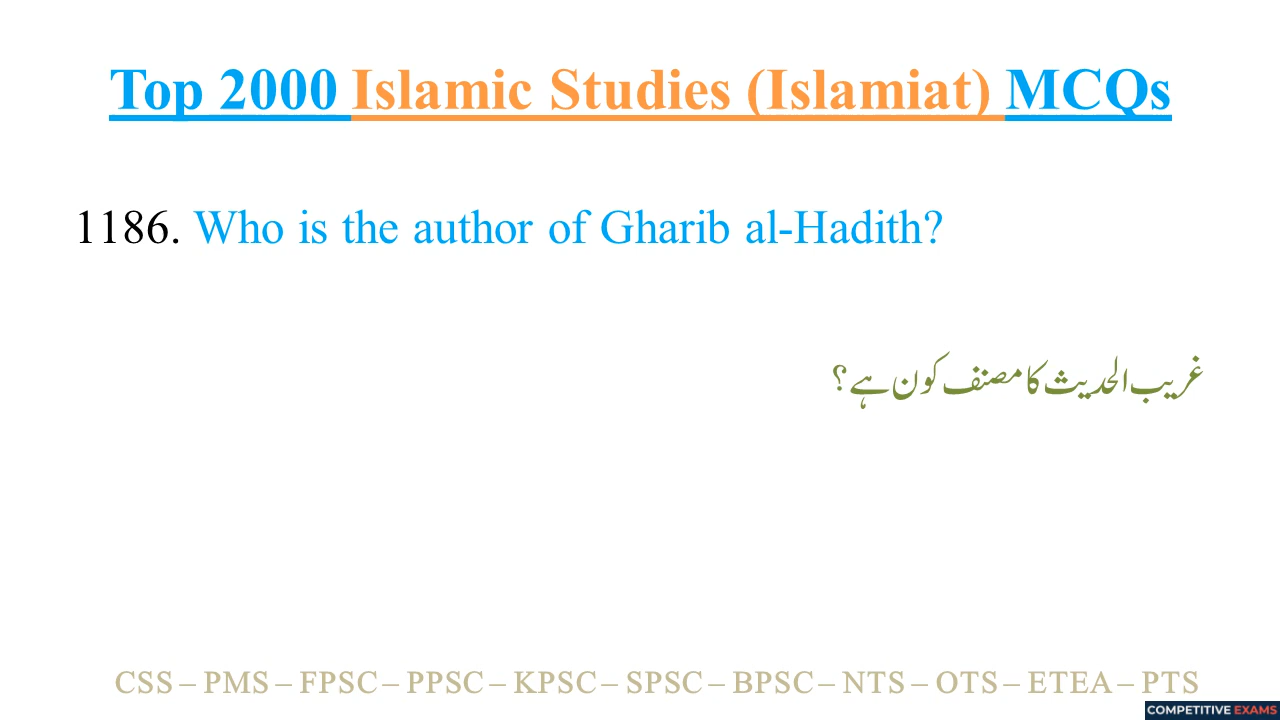 Top 2000 Islamic Studies (Islamiat) MCQs
1186. Who is the author of Gharib al-Hadith?
غریب الحدیث کا مصنف کون ہے؟
CSS – PMS – FPSC – PPSC – KPSC – SPSC – BPSC – NTS – OTS – ETEA – PTS
COMPETITIVE EXAMS